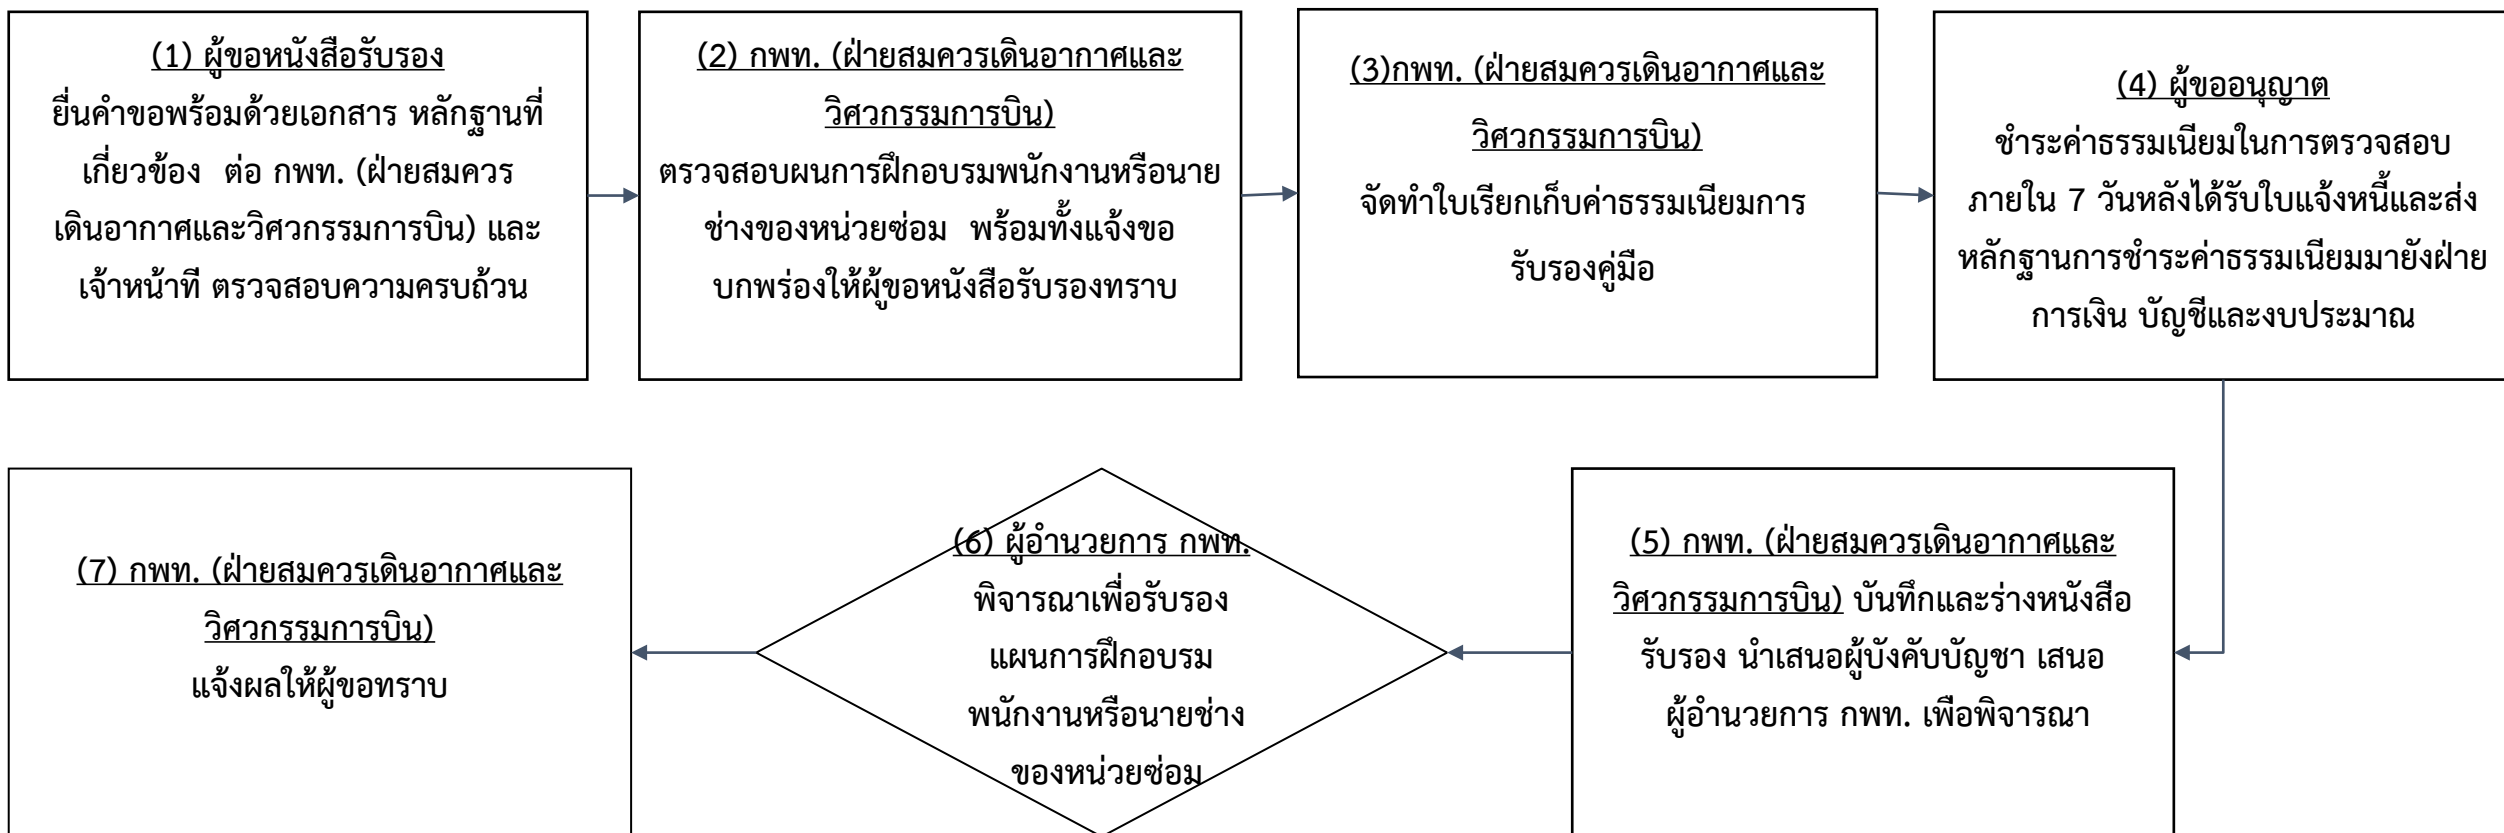 (1) ผู้ขอหนังสือรับรอง
ยื่นคำขอพร้อมด้วยเอกสาร หลักฐานที่
เกี่ยวข้อง ต่อ กพท. (ฝ่ายสมควร
เดินอากาศและวิศวกรรมการบิน) และ
เจ้าหน้าที ตรวจสอบความครบถ้วน
(2) กพท. (ฝ่ายสมควรเดินอากาศและ
วิศวกรรมการบิน)
ตรวจสอบผนการฝึกอบรมพนักงานหรือนาย
ช่างของหน่วยซ่อม พร้อมทั้งแจ้งขอ
บกพร่องให้ผู้ขอหนังสือรับรองทราบ
(3)กพท. (ฝ่ายสมควรเดินอากาศและ
วิศวกรรมการบิน)
จัดทำใบเรียกเก็บค่าธรรมเนียมการ
รับรองคู่มือ
(4) ผู้ขออนุญาต
ชำระค่าธรรมเนียมในการตรวจสอบ
ภายใน 7 วันหลังได้รับใบแจ้งหนี้และส่ง
หลักฐานการชำระค่าธรรมเนียมมายังฝ่าย
การเงิน บัญชีและงบประมาณ
(5) กพท. (ฝ่ายสมควรเดินอากาศและ
วิศวกรรมการบิน) บันทึกและร่างหนังสือ
รับรอง นำเสนอผู้บังคับบัญชา เสนอ
ผู้อำนวยการ กพท. เพือพิจารณา
(6) ผู้อำนวยการ กพท.
พิจารณาเพื่อรับรอง
แผนการฝึกอบรม
พนักงานหรือนายช่าง
ของหน่วยซ่อม
(7) กพท. (ฝ่ายสมควรเดินอากาศและ
วิศวกรรมการบิน)
แจ้งผลให้ผู้ขอทราบ